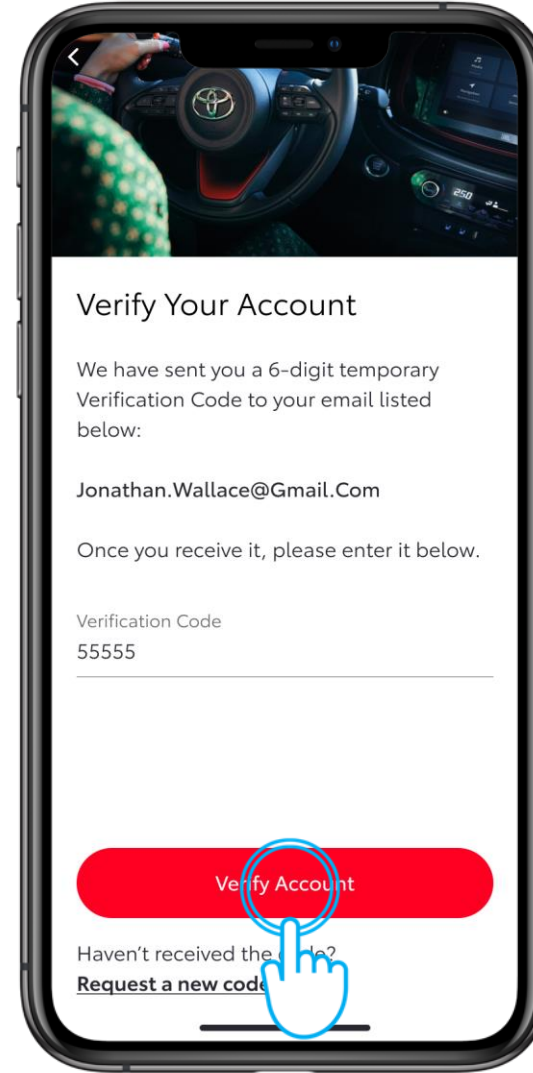 Verify Your Account
We have sent you a 6-digit temporary
Verification Code to your email listed
below:
Jonathan.Wallace@Gmail.Com
Once you receive it, please enter it below.
Verification Code
55555
Verify Account
Haven't received the code?
Request a new code